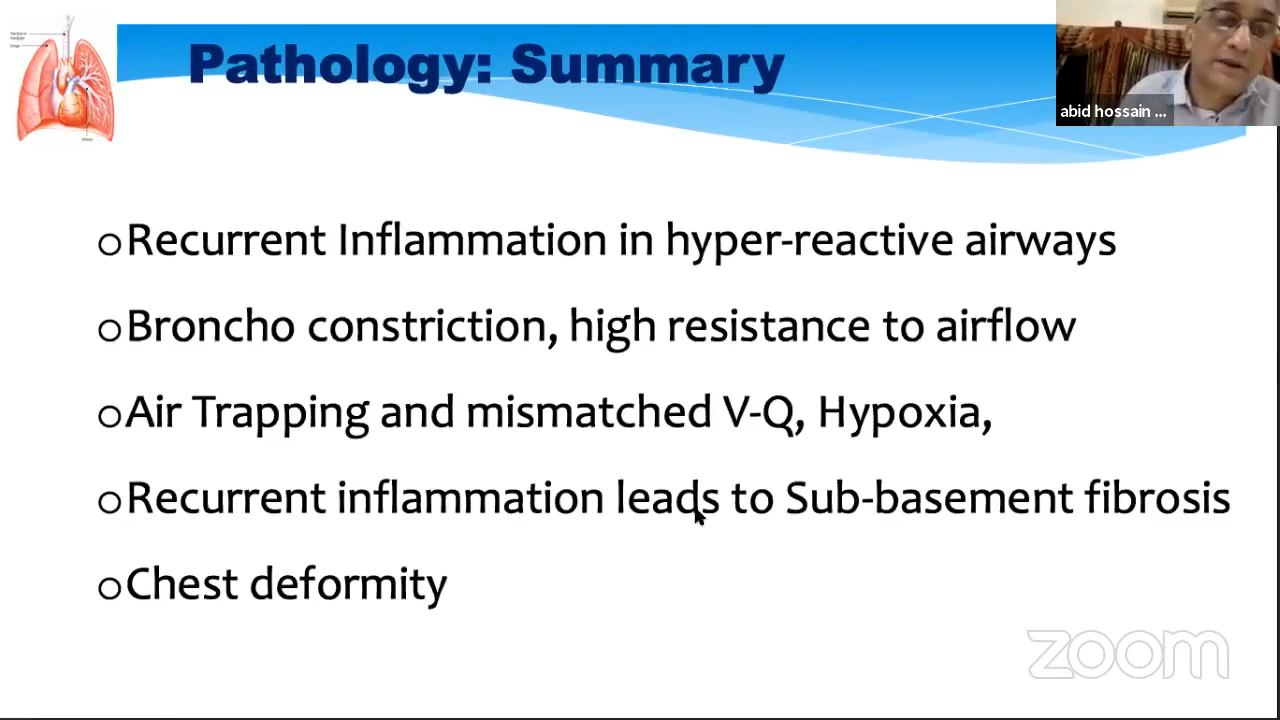 Pathology: Summary
abid hossain ...
oRecurrent Inflammation in hyper-reactive airways
oBroncho constriction, high resistance to airflow
oAir Trapping and mismatched V-Q, Hypoxia,
oRecurrent inflammation leads to Sub-basement fibrosis
oChest deformity
zoom